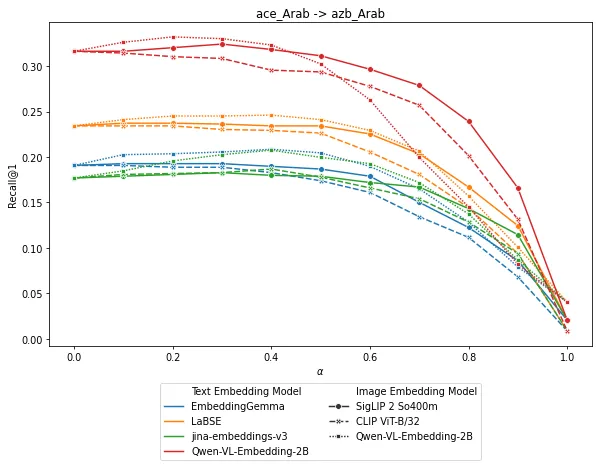 ace_Arab -> azb_Arab
Recall@1
0.30
0.25
0.20
0.15
0.10
0.05
0.00
0.0 0.2 0.4 0.6 0.8 1.0
α
Text Embedding Model Image Embedding Model
EmbeddingGemma SigLIP 2 So400m
LaBSE CLIP ViT-B/32
jina-embeddings-v3 Qwen-VL-Embedding-2B
Qwen-VL-Embedding-2B